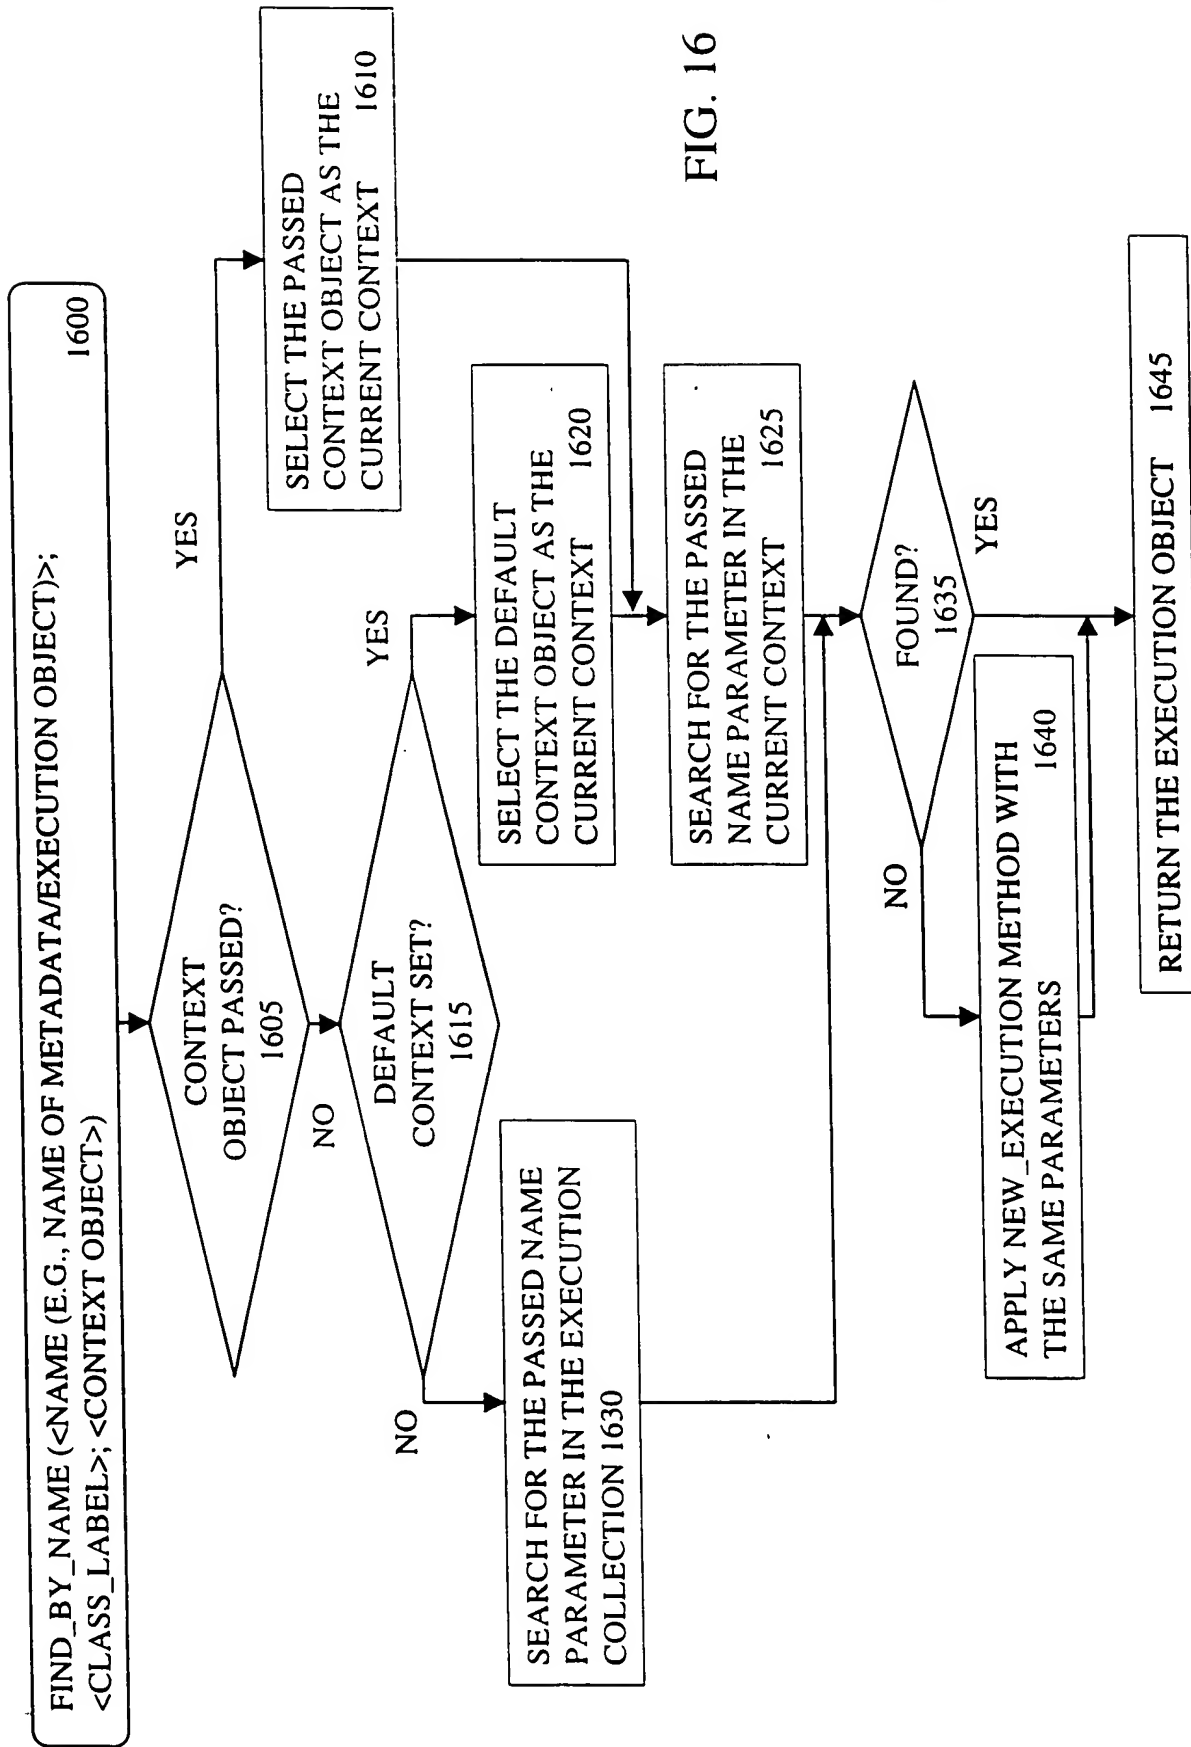 FIND_BY_NAME (<NAME (E.G., NAME OF METADATA/EXECUTION OBJECT)>;
<CLASS_LABEL>; <CONTEXT OBJECT>)
1600
CONTEXT
OBJECT PASSED?
1605
YES
NO
SELECT THE PASSED
CONTEXT OBJECT AS THE
CURRENT CONTEXT 1610
DEFAULT
CONTEXT SET?
1615
YES
NO
SELECT THE DEFAULT
CONTEXT OBJECT AS THE
CURRENT CONTEXT 1620
SEARCH FOR THE PASSED NAME
PARAMETER IN THE EXECUTION
COLLECTION 1630
SEARCH FOR THE PASSED
NAME PARAMETER IN THE
CURRENT CONTEXT 1625
FOUND?
1635
NO
YES
APPLY NEW_EXECUTION METHOD WITH
THE SAME PARAMETERS 1640
RETURN THE EXECUTION OBJECT 1645
FIG. 16